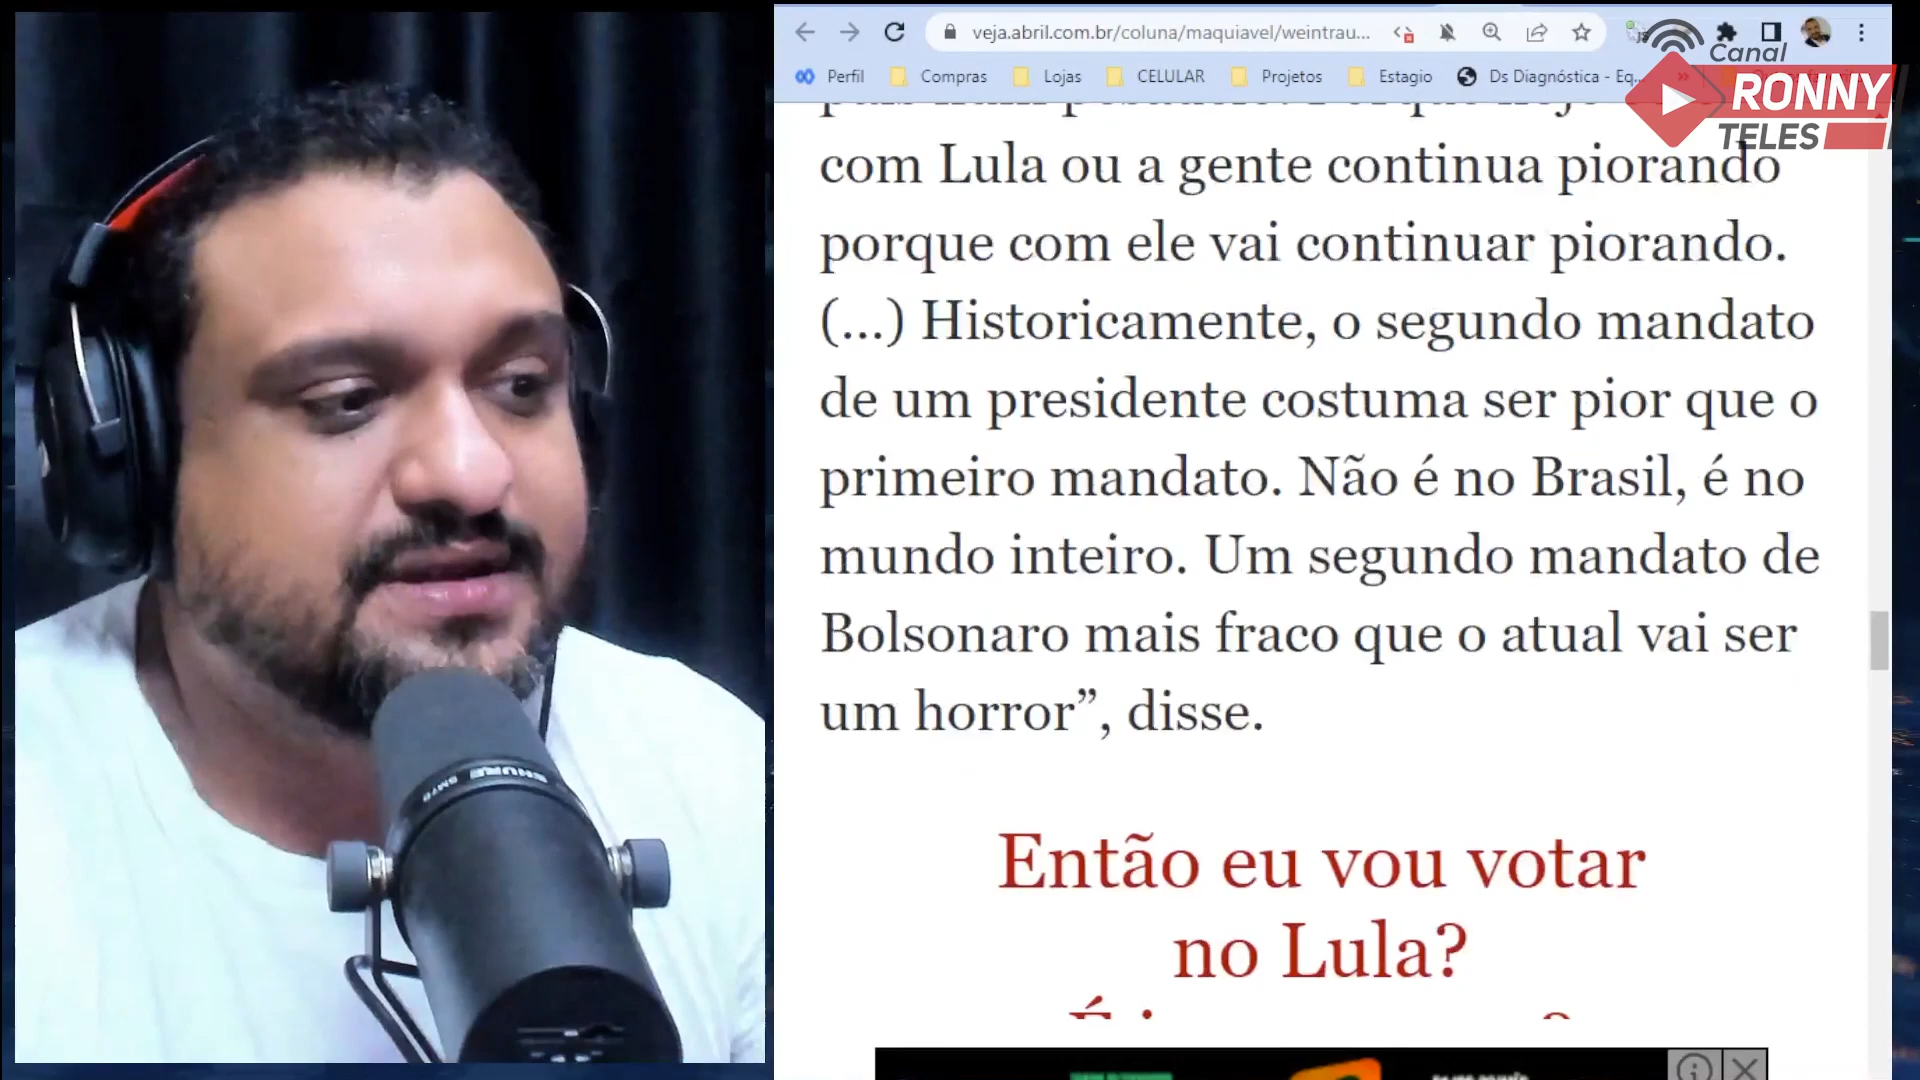 veja.abril.com.br/coluna/maquiavel/weintrau...
Canal
RONNY
TELES
Perfil
Compras
Lojas
CELULAR
Projetos
Estagio
Ds Diagnóstica - Eq...
com Lula ou a gente continua piorando
porque com ele vai continuar piorando.
(...) Historicamente, o segundo mandato
de um presidente costuma ser pior que o
primeiro mandato. Não é no Brasil, é no
mundo inteiro. Um segundo mandato de
Bolsonaro mais fraco que o atual vai ser
um horror”, disse.
Então eu vou votar
no Lula?
SHURE SM7B